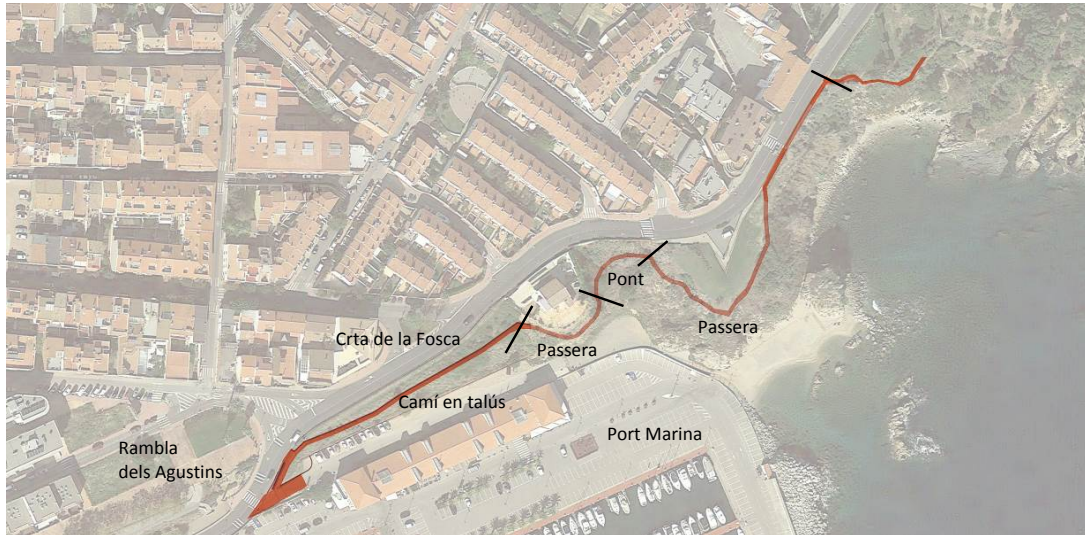 Pont
Passera
Crta de la Fosca
Passera
Camí en talús
Port Marina
Rambla
dels Agustins